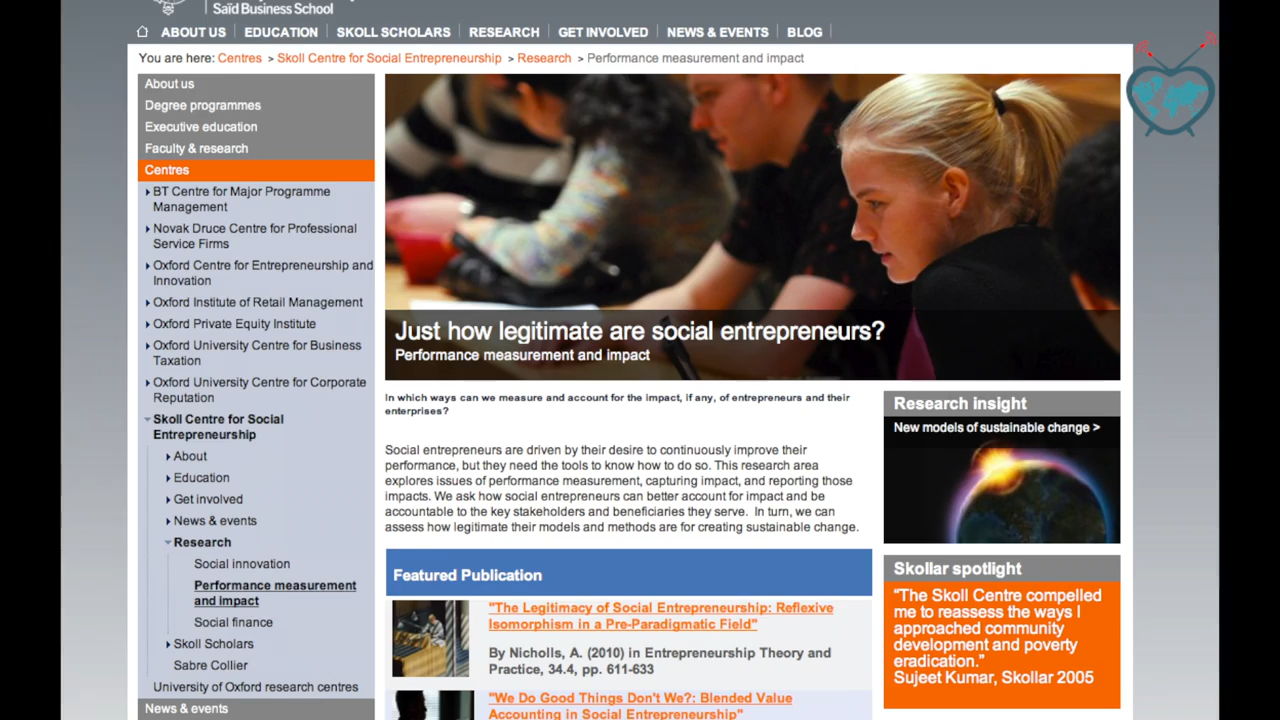 Saïd Business School
ABOUT US
EDUCATION
SKOLL SCHOLARS
RESEARCH
GET INVOLVED
NEWS & EVENTS
BLOG
You are here: Centres > Skoll Centre for Social Entrepreneurship > Research > Performance measurement and impact
About us
Degree programmes
Executive education
Faculty & research
Centres
BT Centre for Major Programme
Management
Novak Druce Centre for Professional
Service Firms
Oxford Centre for Entrepreneurship and
Innovation
Oxford Institute of Retail Management
Oxford Private Equity Institute
Oxford University Centre for Business
Taxation
Oxford University Centre for Corporate
Reputation
Skoll Centre for Social
Entrepreneurship
About
Education
Get involved
News & events
Research
Social innovation
Performance measurement
and impact
Social finance
Skoll Scholars
Sabre Collier
University of Oxford research centres
News & events
Just how legitimate are social entrepreneurs?
Performance measurement and impact
In which ways can we measure and account for the impact, if any, of entrepreneurs and their
enterprises?
Social entrepreneurs are driven by their desire to continuously improve their
performance, but they need the tools to know how to do so. This research area
explores issues of performance measurement, capturing impact, and reporting those
impacts. We ask how social entrepreneurs can better account for impact and be
accountable to the key stakeholders and beneficiaries they serve. In turn, we can
assess how legitimate their models and methods are for creating sustainable change.
Featured Publication
"The Legitimacy of Social Entrepreneurship: Reflexive
Isomorphism in a Pre-Paradigmatic Field"
By Nicholls, A. (2010) in Entrepreneurship Theory and
Practice, 34.4, pp. 611-633
"We Do Good Things Don't We?: Blended Value
Accounting in Social Entrepreneurship"
Research insight
New models of sustainable change >
Skollar spotlight
"The Skoll Centre compelled
me to reassess the ways I
approached community
development and poverty
eradication."
Sujeet Kumar, Skollar 2005